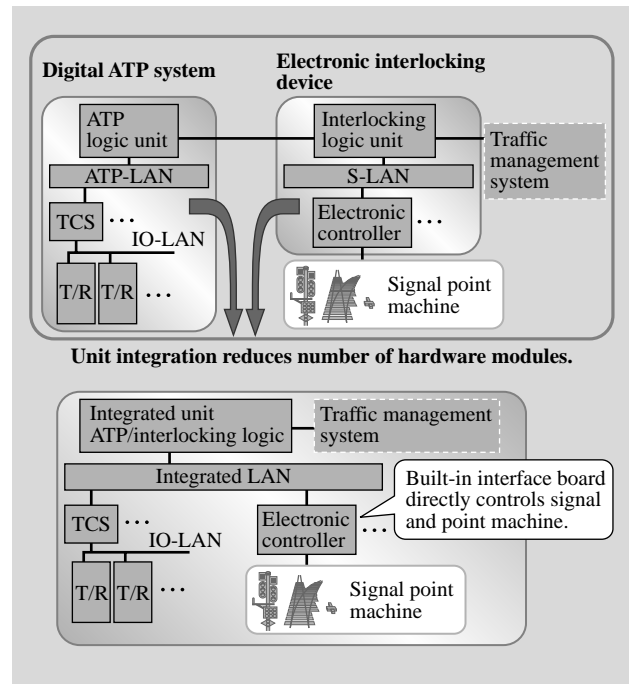 Digital ATP system
Electronic interlocking
device
ATP
logic unit
Interlocking
logic unit
Traffic
management
system
ATP-LAN
S-LAN
TCS
...
IO-LAN
T/R
T/R
...
Electronic
controller
...
Signal point
machine
Unit integration reduces number of hardware modules.
Integrated unit
ATP/interlocking logic
Traffic management
system
Integrated LAN
Built-in interface board
directly controls signal
and point machine.
TCS
...
IO-LAN
T/R
T/R
...
Electronic
controller
...
Signal point
machine